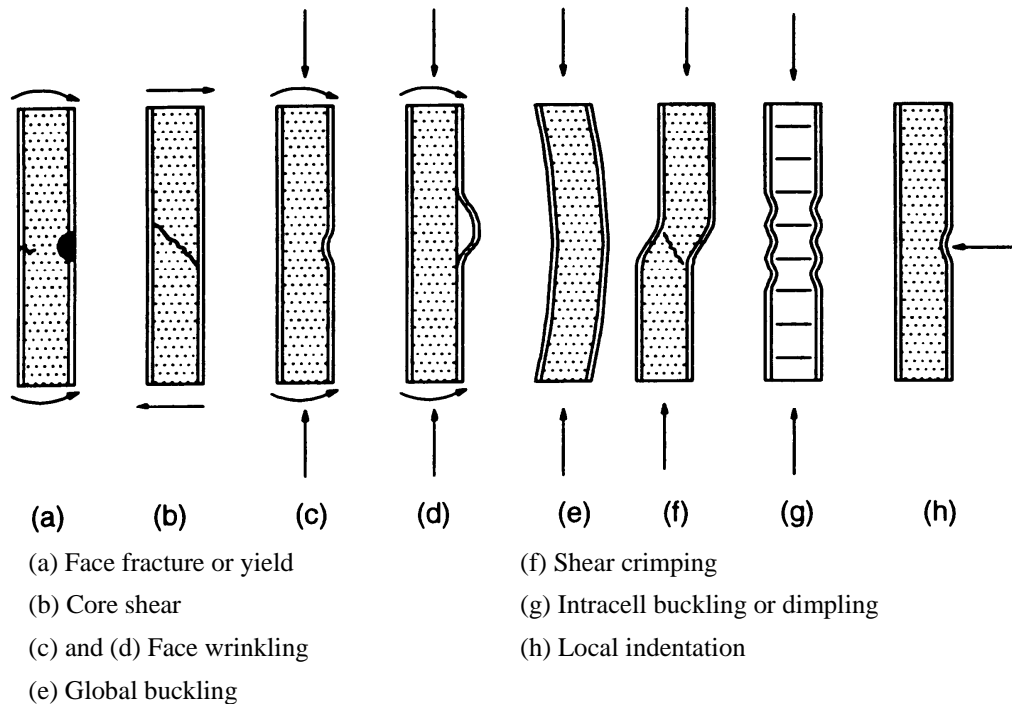 (a) (b) (c) (d) (e) (f) (g) (h)
(a) Face fracture or yield
(b) Core shear
(c) and (d) Face wrinkling
(e) Global buckling
(f) Shear crimping
(g) Intracell buckling or dimpling
(h) Local indentation